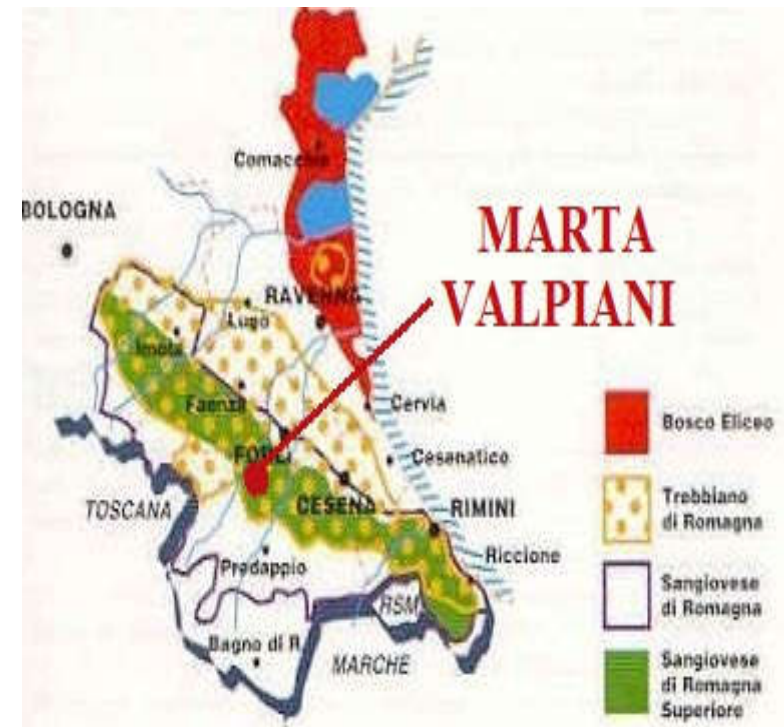 Comacchio
BOLOGNA
MARTA
VALPIANI
RAVENNA
Lugo
Imola
Faenza
Cervia
FORLI
Cesenatico
CESENA
RIMINI
TOSCANA
Predappio
Riccione
RSM
Bagno di R.
MARCHE
Bosco Eliceo
Trebbiano
di Romagna
Sangiovese
di Romagna
Sangiovese
di Romagna
Superiore